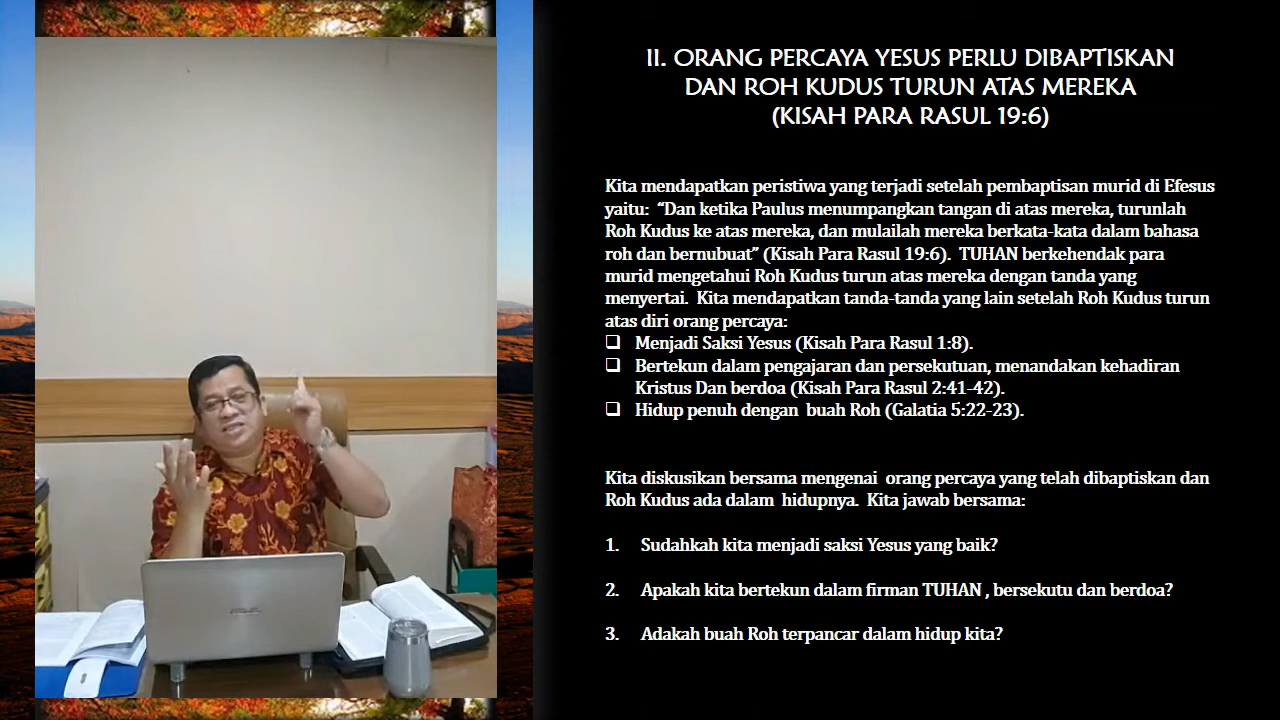 II. ORANG PERCAYA YESUS PERLU DIBAPTISKAN
DAN ROH KUDUS TURUN ATAS MEREKA
(KISAH PARA RASUL 19:6)
Kita mendapatkan peristiwa yang terjadi setelah pembaptisan murid di Efesus
yaitu: “Dan ketika Paulus menumpangkan tangan di atas mereka, turunlah
Roh Kudus ke atas mereka, dan mulailah mereka berkata-kata dalam bahasa
roh dan bernubuat” (Kisah Para Rasul 19:6). TUHAN berkehendak para
murid mengetahui Roh Kudus turun atas mereka dengan tanda yang
menyertai. Kita mendapatkan tanda-tanda yang lain setelah Roh Kudus turun
atas diri orang percaya:
❑ Menjadi Saksi Yesus (Kisah Para Rasul 1:8).
❑ Bertekun dalam pengajaran dan persekutuan, menandakan kehadiran
Kristus Dan berdoa (Kisah Para Rasul 2:41-42).
❑ Hidup penuh dengan buah Roh (Galatia 5:22-23).
Kita diskusikan bersama mengenai orang percaya yang telah dibaptiskan dan
Roh Kudus ada dalam hidupnya. Kita jawab bersama:
1. Sudahkah kita menjadi saksi Yesus yang baik?
2. Apakah kita bertekun dalam firman TUHAN , bersekutu dan berdoa?
3. Adakah buah Roh terpancar dalam hidup kita?